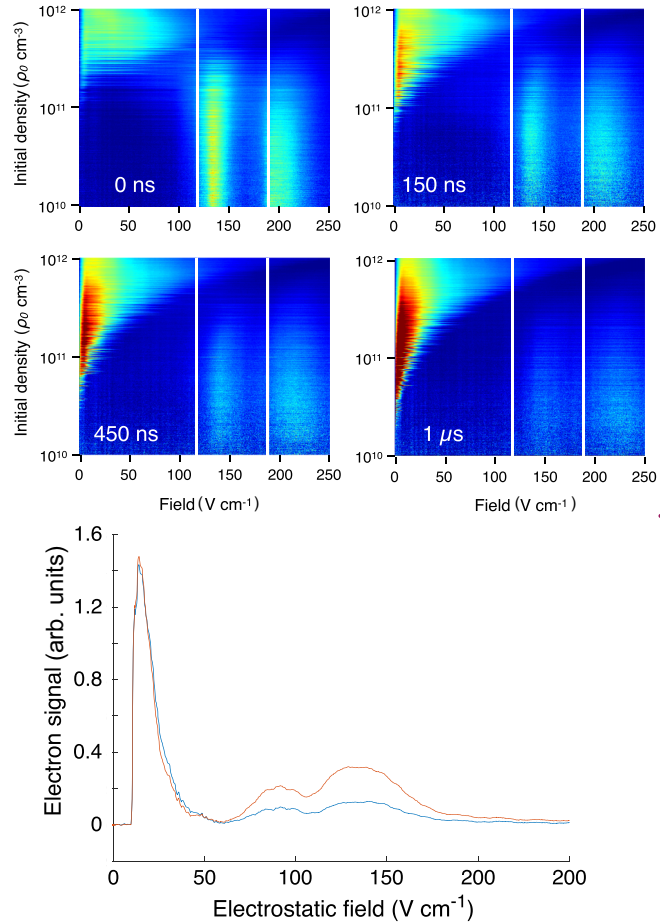 10¹²
10¹¹
10¹⁰
Initial density (ρ₀ cm⁻³)
0 ns
0 50 100 150 200 250
10¹²
10¹¹
10¹⁰
150 ns
0 50 100 150 200 250
10¹²
10¹¹
10¹⁰
Initial density (ρ₀ cm⁻³)
450 ns
0 50 100 150 200 250
Field (V cm⁻¹)
10¹²
10¹¹
10¹⁰
1 µs
0 50 100 150 200 250
Field (V cm⁻¹)
1.6
1.2
0.8
0.4
0
Electron signal (arb. units)
0 50 100 150 200 200
Electrostatic field (V cm⁻¹)